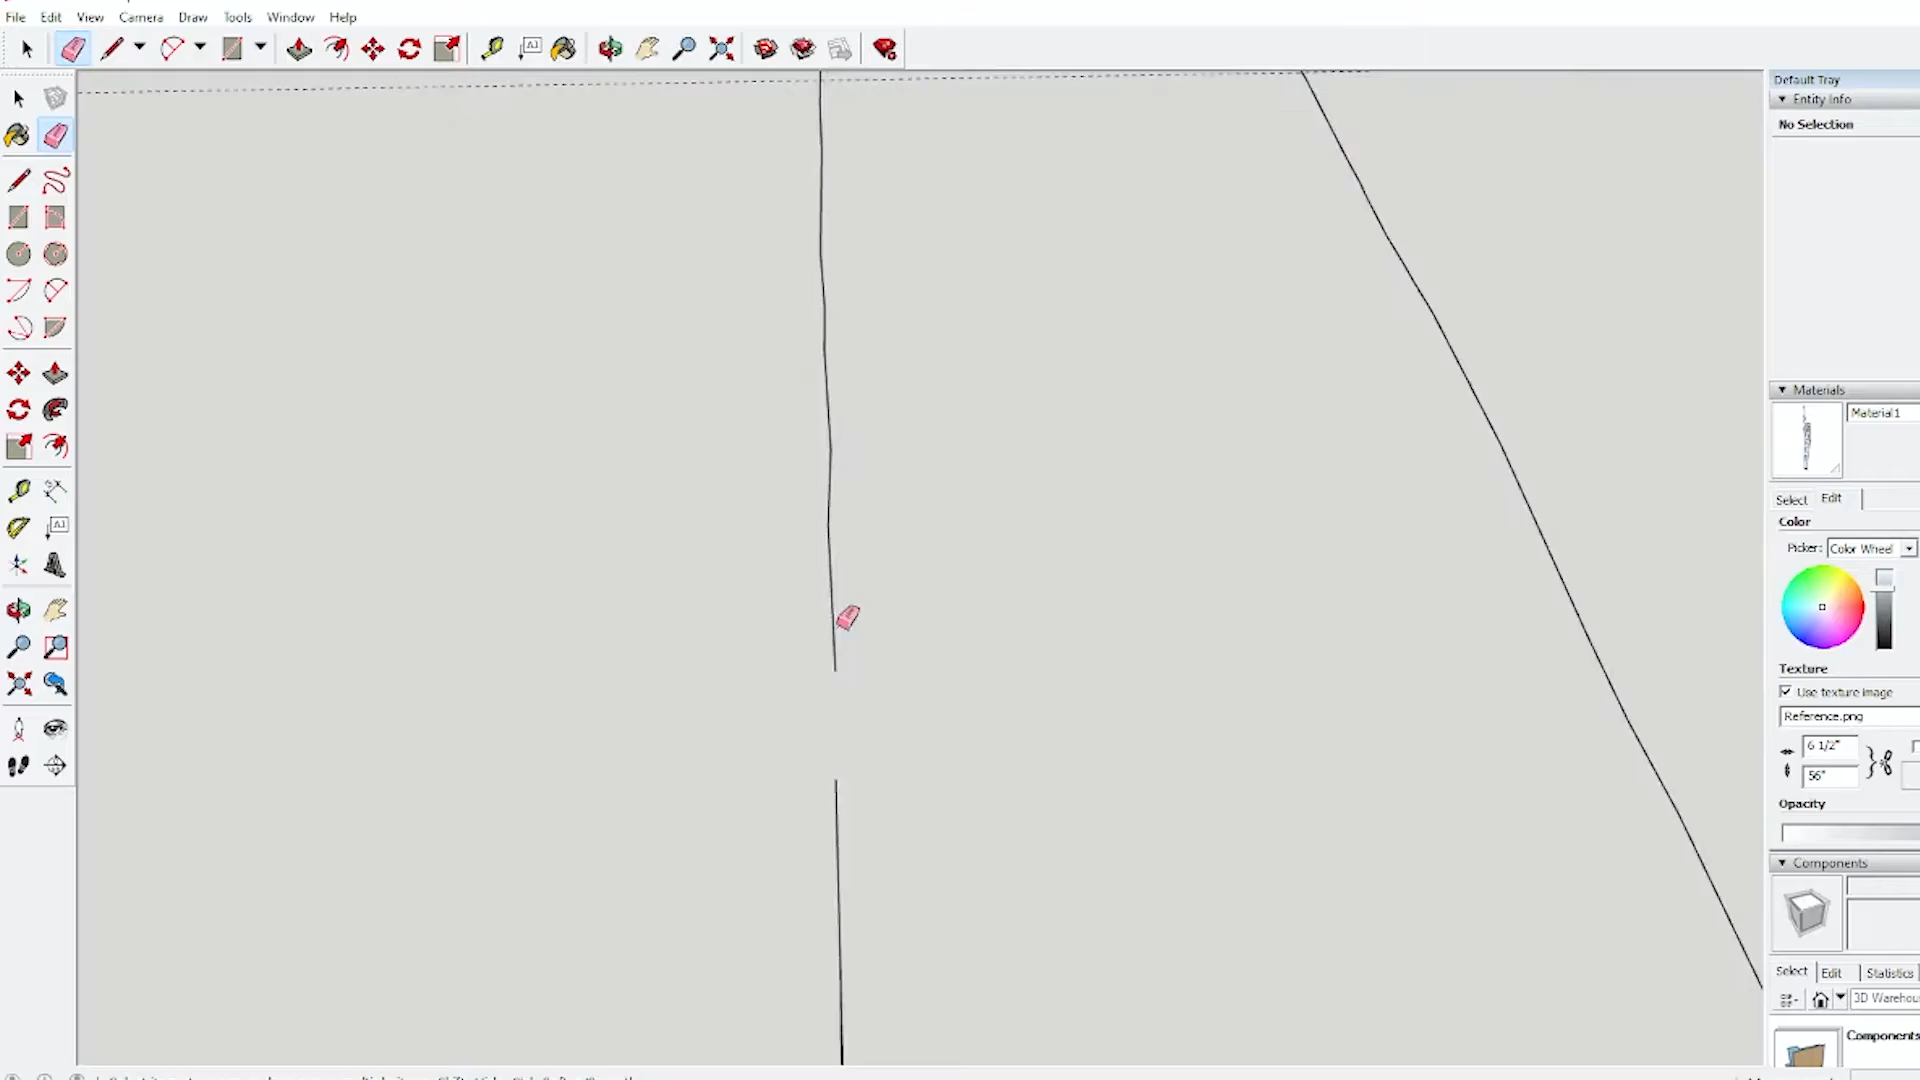 File Edit View Camera Draw Tools Window Help
Default Tray
Entity Info
No Selection
Materials
Material1
Select Edit
Color
Picker: Color Wheel
Texture
Use texture image
Reference.png
6 1/2"
56"
Opacity
Components
Select Edit Statistics
3D Warehou
Components